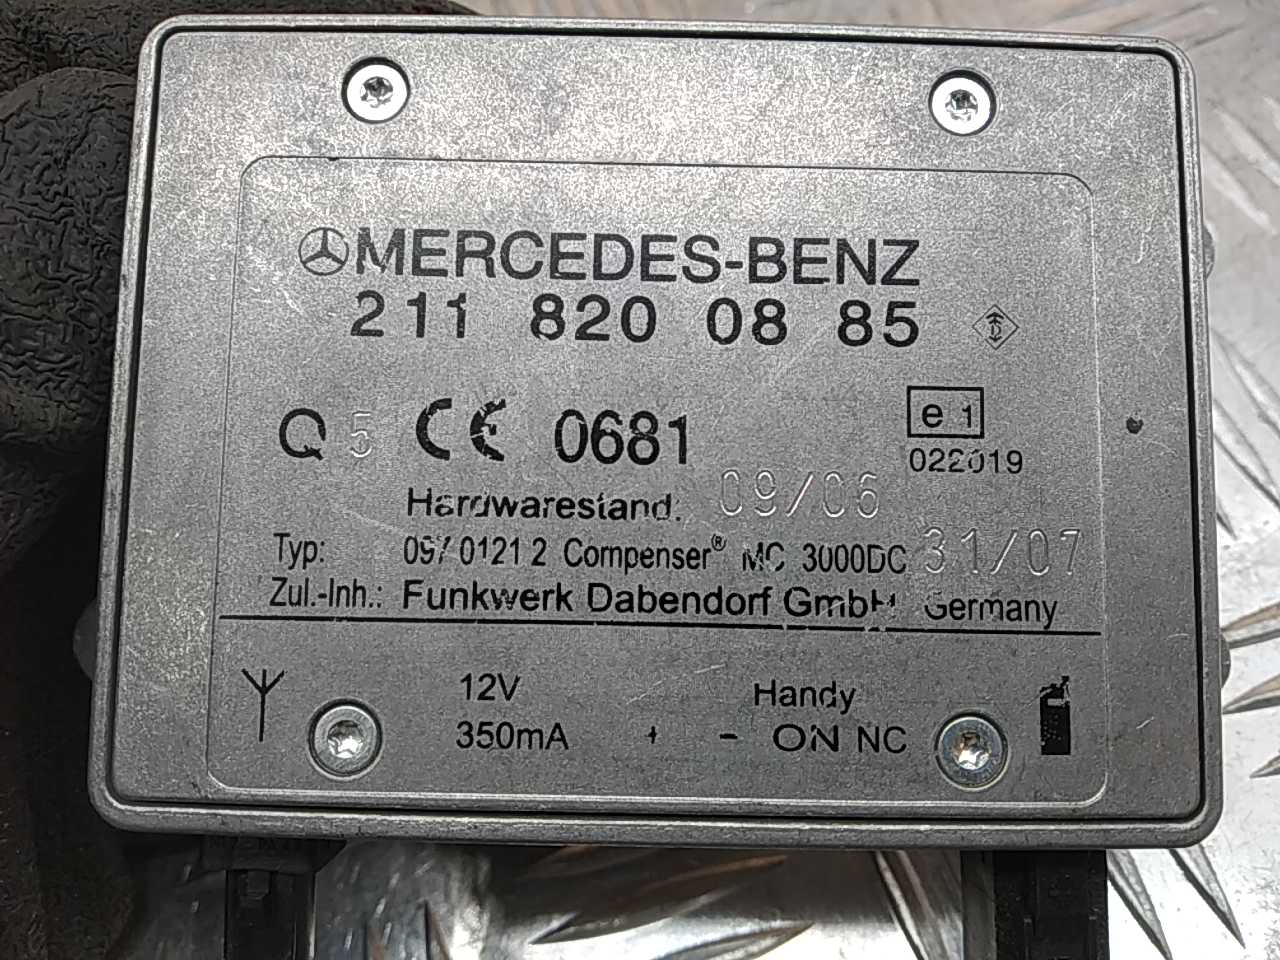 MERCEDES-BENZ
211 820 08 85
Q 5 CE 0681 e 1
022019
Hardwarestand: 09/06
Typ: 097 0121 2 Compenser® MC 3000DC 31/07
Zul.-Inh.: Funkwerk Dabendorf GmbH Germany
12V Handy
350mA + - ON NC